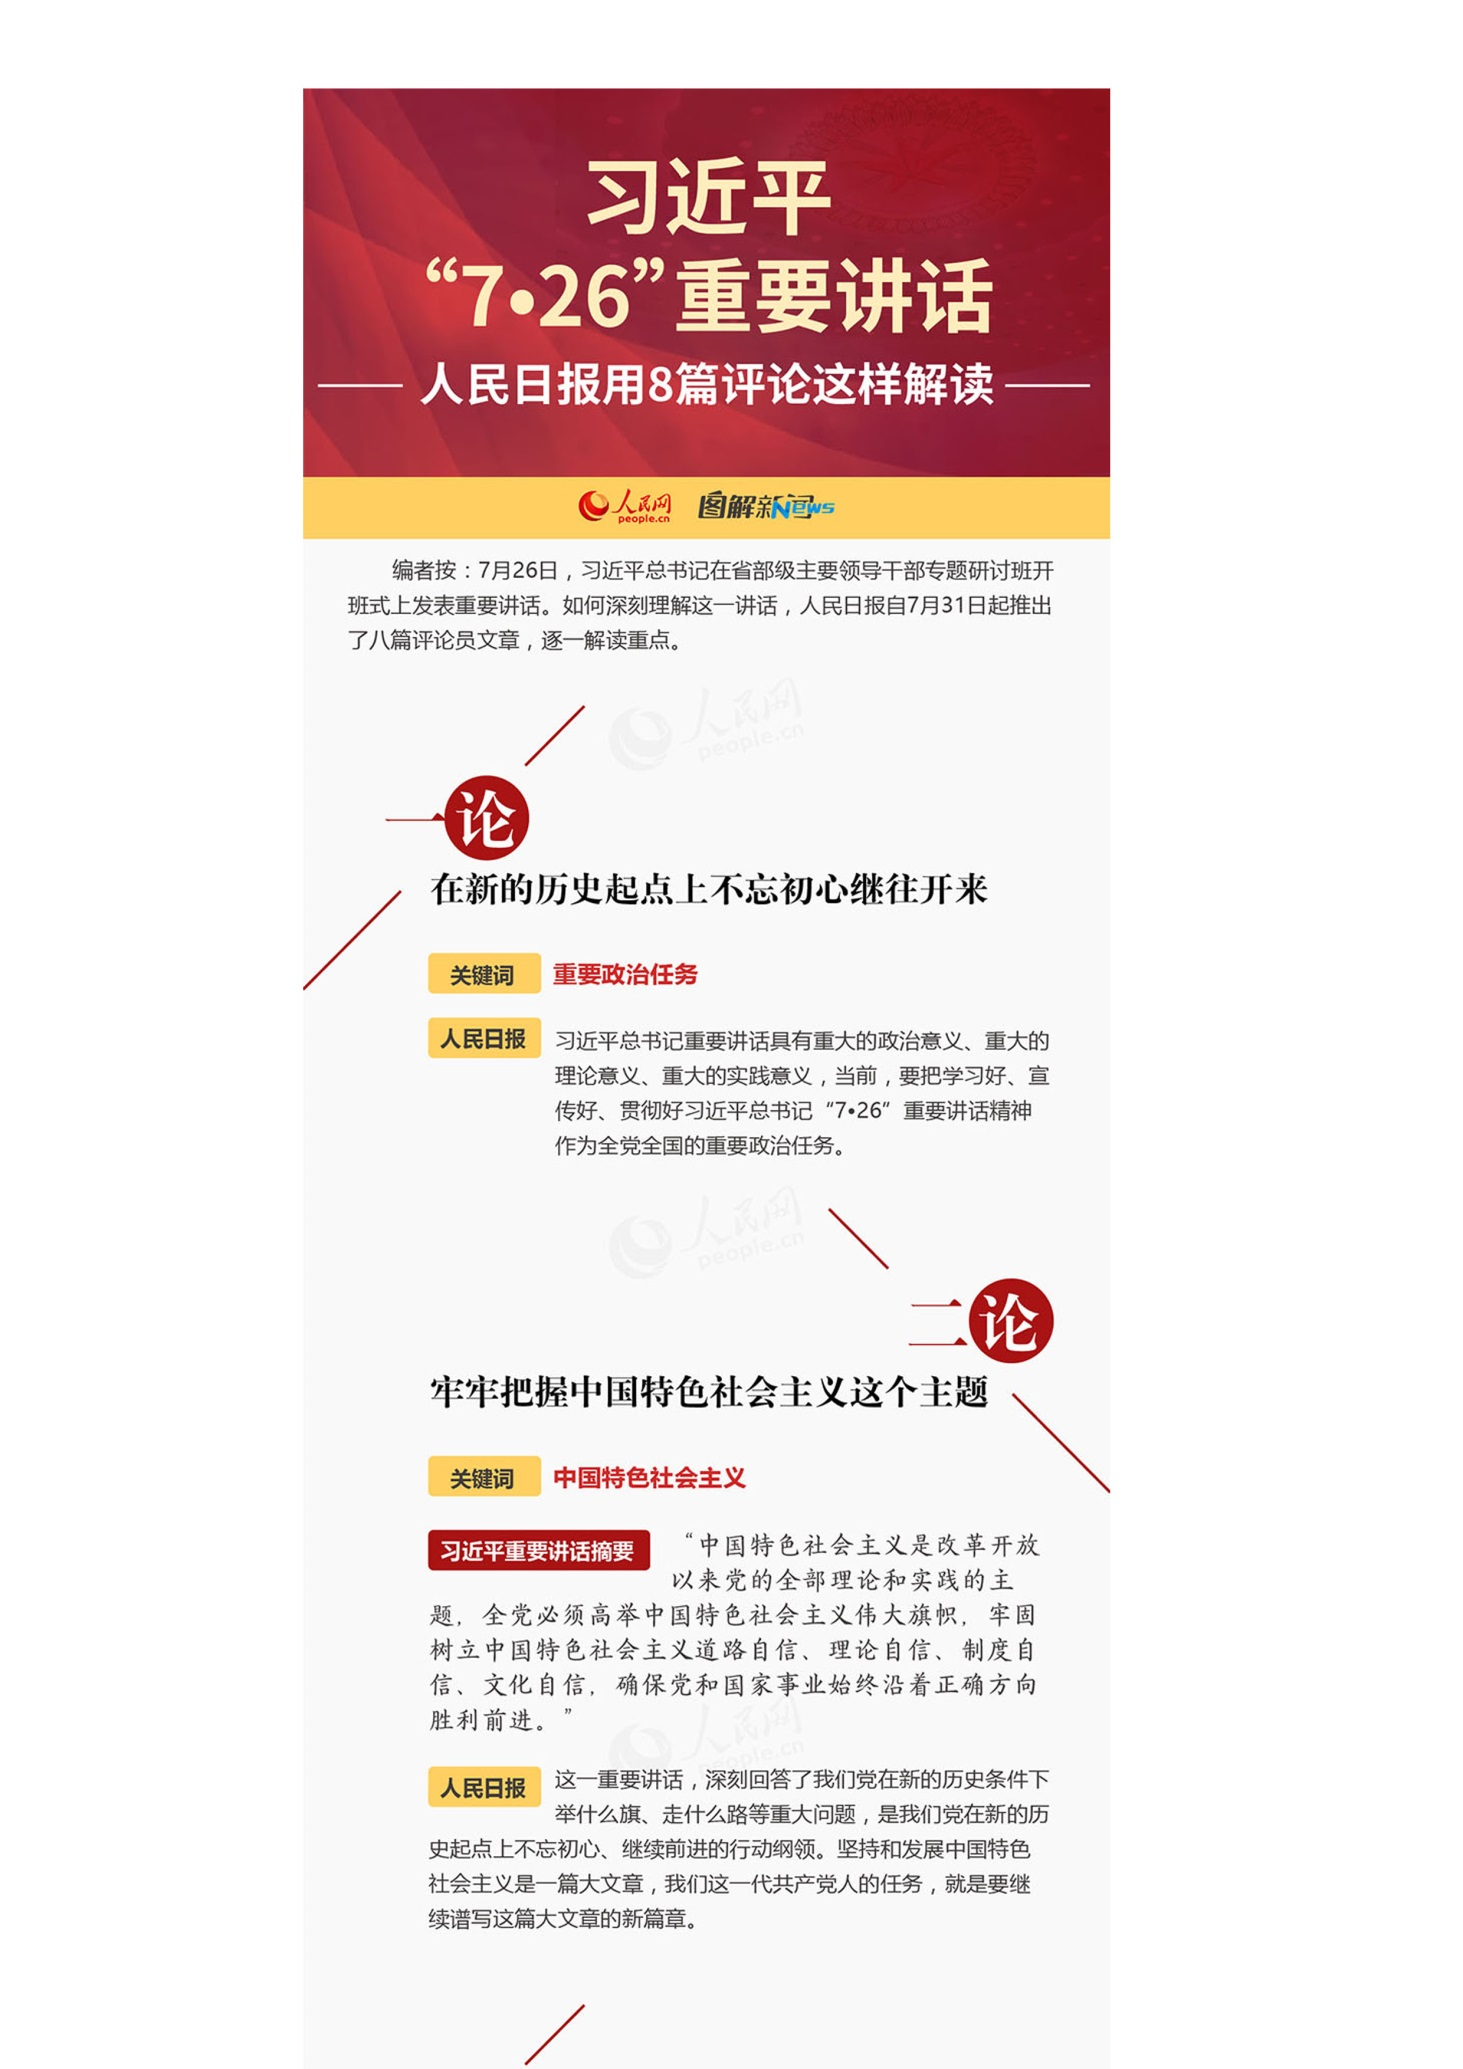 习近平
“7•26”重要讲话
人民日报用8篇评论这样解读
人民网 people.cn 图解新闻 News
编者按：7月26日，习近平总书记在省部级主要领导干部专题研讨班开
班式上发表重要讲话。如何深刻理解这一讲话，人民日报自7月31日起推出
了八篇评论员文章，逐一解读重点。
人民网
people.cn
一论
在新的历史起点上不忘初心继往开来
关键词 重要政治任务
人民日报 习近平总书记重要讲话具有重大的政治意义、重大的
理论意义、重大的实践意义，当前，要把学习好、宣
传好、贯彻好习近平总书记“7•26”重要讲话精神
作为全党全国的重要政治任务。
人民网
people.cn
二论
牢牢把握中国特色社会主义这个主题
关键词 中国特色社会主义
习近平重要讲话摘要 “中国特色社会主义是改革开放
以来党的全部理论和实践的主
题，全党必须高举中国特色社会主义伟大旗帜，牢固
树立中国特色社会主义道路自信、理论自信、制度自
信、文化自信，确保党和国家事业始终沿着正确方向
胜利前进。”
人民网
people.cn
人民日报 这一重要讲话，深刻回答了我们党在新的历史条件下
举什么旗、走什么路等重大问题，是我们党在新的历
史起点上不忘初心、继续前进的行动纲领。坚持和发展中国特色
社会主义是一篇大文章，我们这一代共产党人的任务，就是要继
续谱写这篇大文章的新篇章。